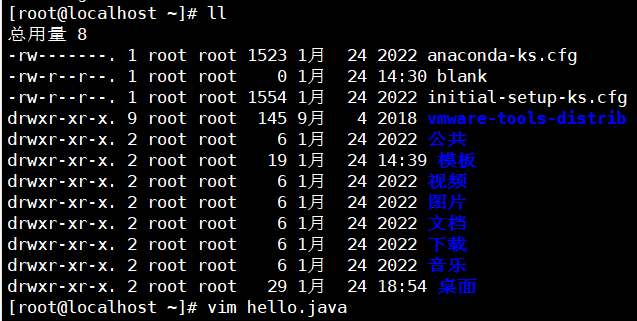 [root@localhost ~]# ll
总用量 8
-rw-------. 1 root root 1523 1月  24 2022 anaconda-ks.cfg
-rw-r--r--. 1 root root    0 1月  24 14:30 blank
-rw-r--r--. 1 root root 1554 1月  24 2022 initial-setup-ks.cfg
drwxr-xr-x. 9 root root  145 9月   4 2018 vmware-tools-distrib
drwxr-xr-x. 2 root root    6 1月  24 2022 公共
drwxr-xr-x. 2 root root   19 1月  24 14:39 模板
drwxr-xr-x. 2 root root    6 1月  24 2022 视频
drwxr-xr-x. 2 root root    6 1月  24 2022 图片
drwxr-xr-x. 2 root root    6 1月  24 2022 文档
drwxr-xr-x. 2 root root    6 1月  24 2022 下载
drwxr-xr-x. 2 root root    6 1月  24 2022 音乐
drwxr-xr-x. 2 root root   29 1月  24 18:54 桌面
[root@localhost ~]# vim hello.java